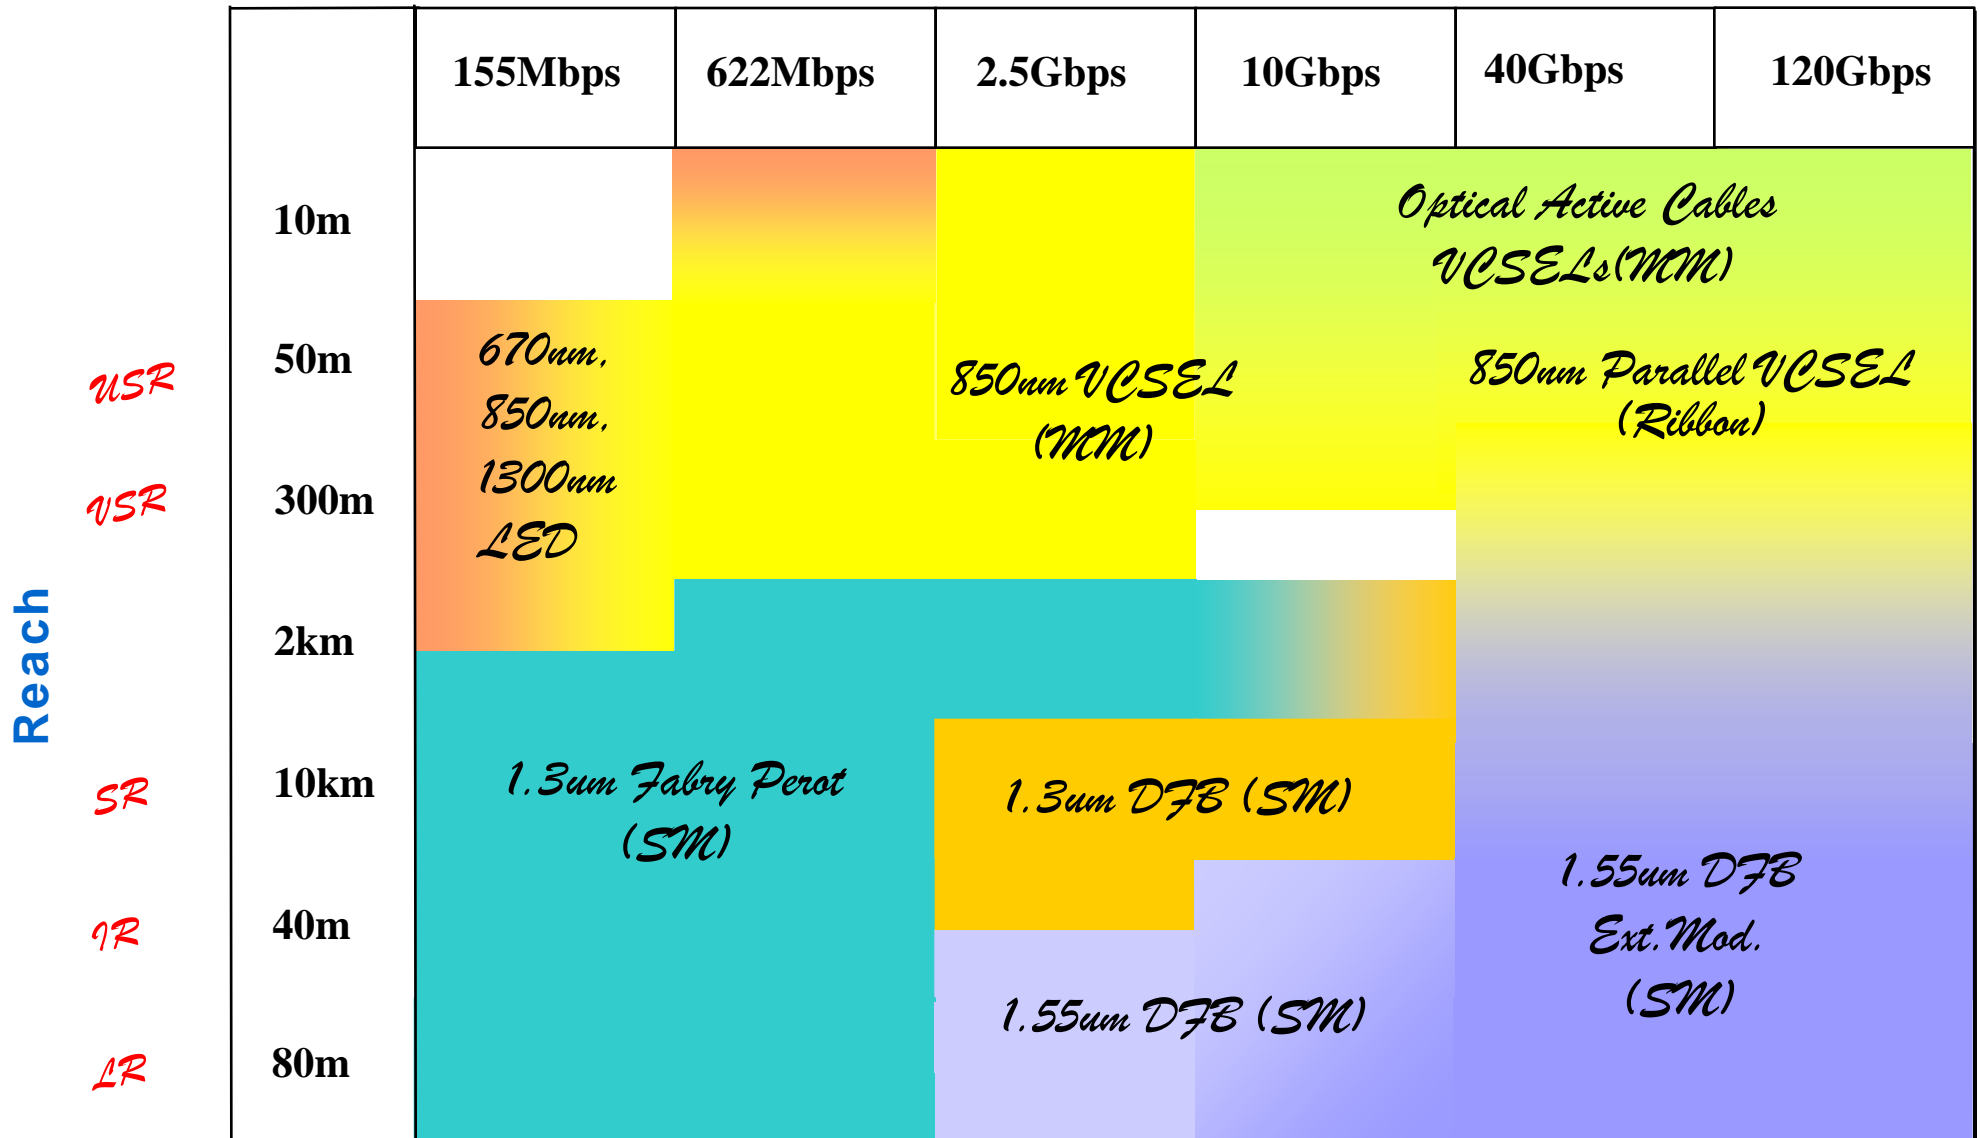 155Mbps 622Mbps 2.5Gbps 10Gbps 40Gbps 120Gbps
Reach
USR
VSR
SR
IR
LR
10m
50m
300m
2km
10km
40m
80m
670nm,
850nm,
1300nm
LED
850nm VCSEL
(MM)
Optical Active Cables
VCSELs(MM)
850nm Parallel VCSEL
(Ribbon)
1.3um Fabry Perot
(SM)
1.3um DFB (SM)
1.55um DFB (SM)
1.55um DFB
Ext.Mod.
(SM)